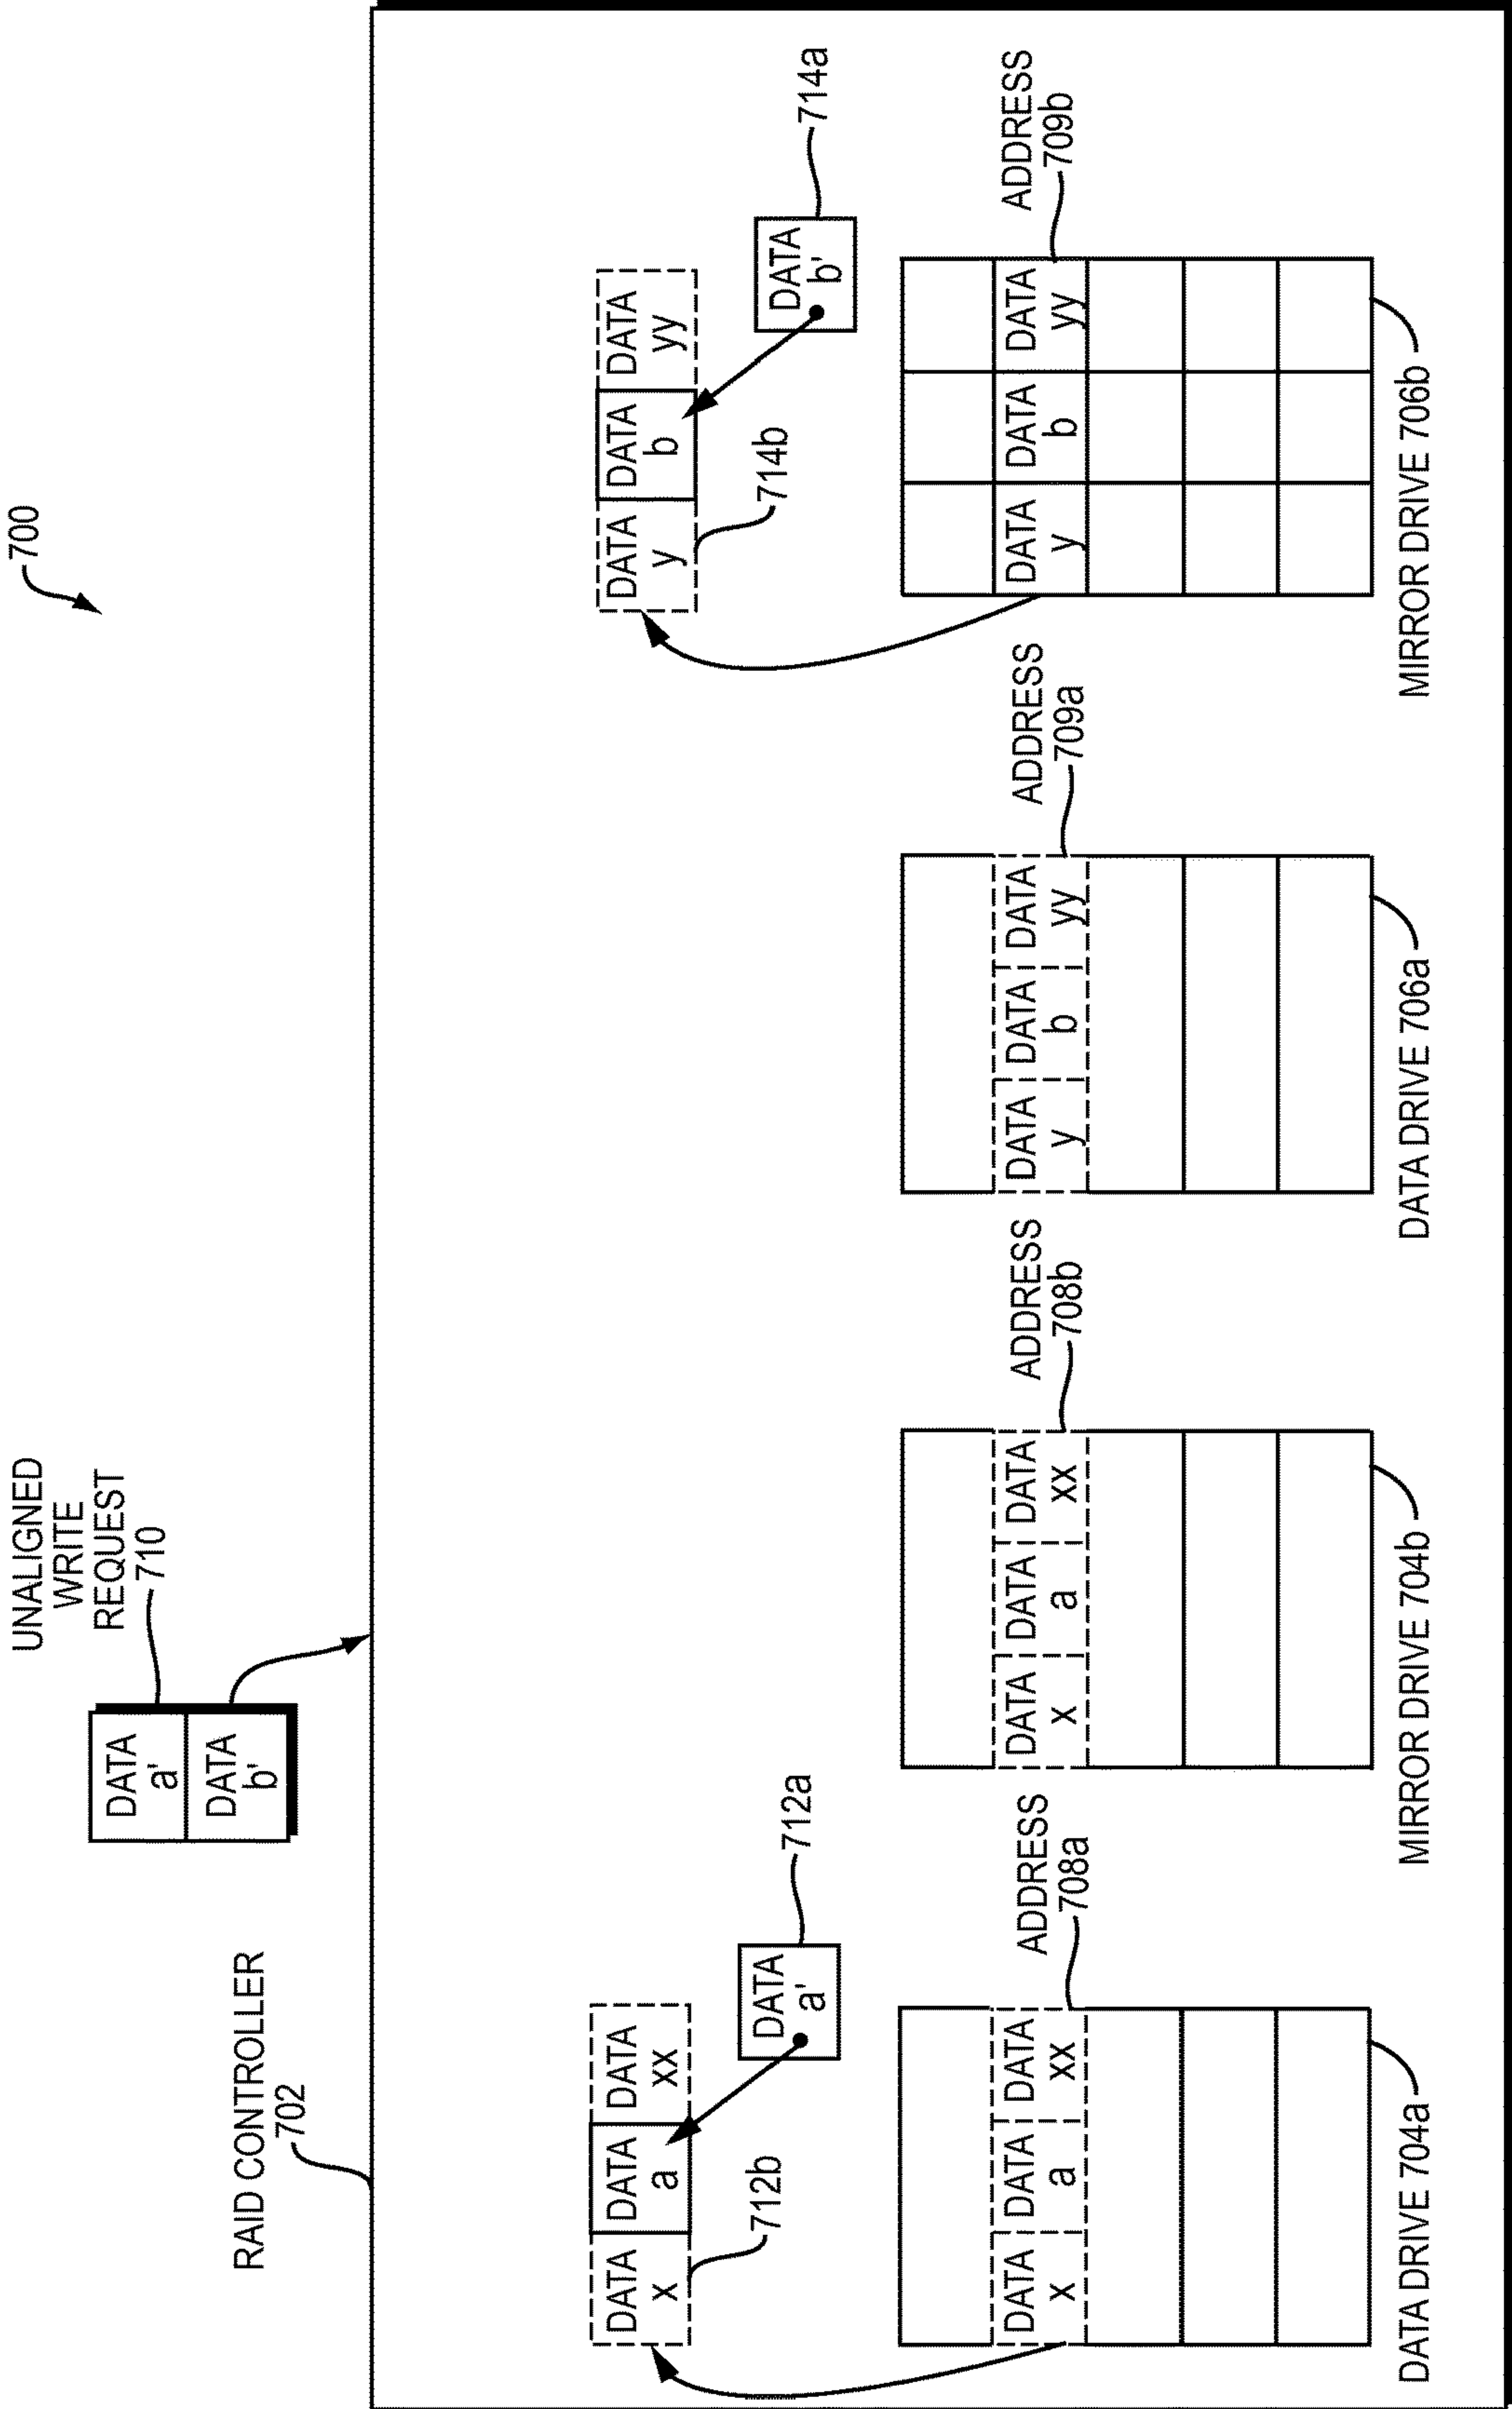 700
UNALIGNED
WRITE
REQUEST
710
DATA
a'
DATA
b'
RAID CONTROLLER
702
DATA
x
DATA
a
DATA
xx
712b
DATA
a'
712a
DATA
y
DATA
b
DATA
yy
714b
DATA
b'
714a
ADDRESS
708a
DATA
x
DATA
a
DATA
xx
DATA DRIVE 704a
ADDRESS
708b
DATA
x
DATA
a
DATA
xx
MIRROR DRIVE 704b
ADDRESS
709a
DATA
y
DATA
b
DATA
yy
DATA DRIVE 706a
ADDRESS
709b
DATA
y
DATA
b
DATA
yy
MIRROR DRIVE 706b